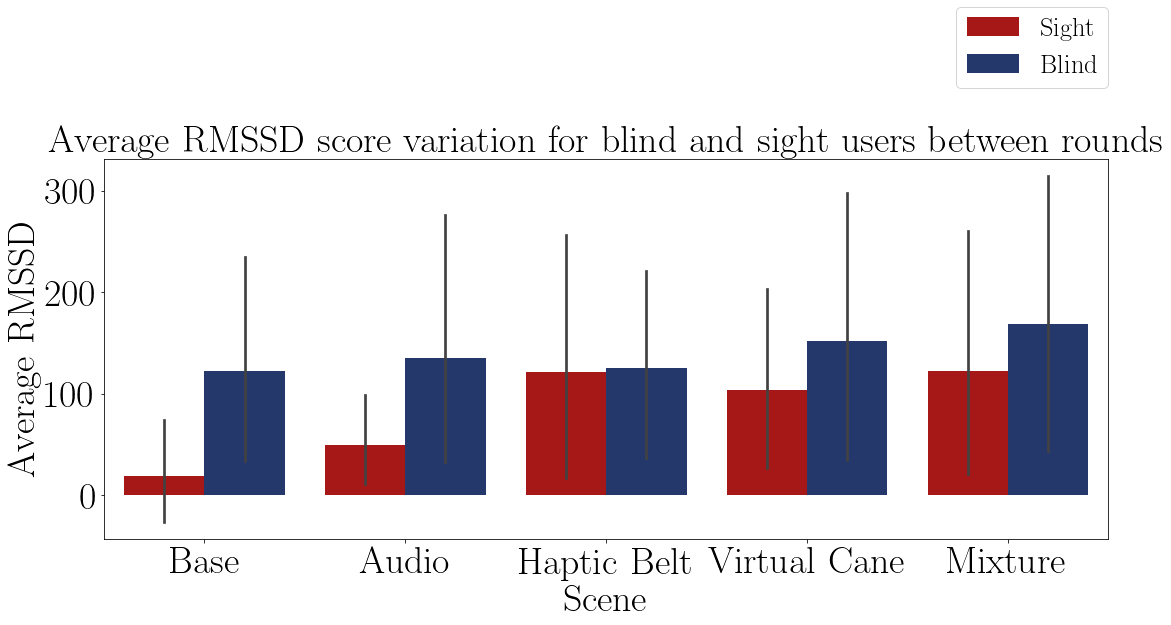 Sight
Blind
Average RMSSD score variation for blind and sight users between rounds
300
200
100
0
Average RMSSD
Base
Audio
Haptic Belt
Virtual Cane
Mixture
Scene